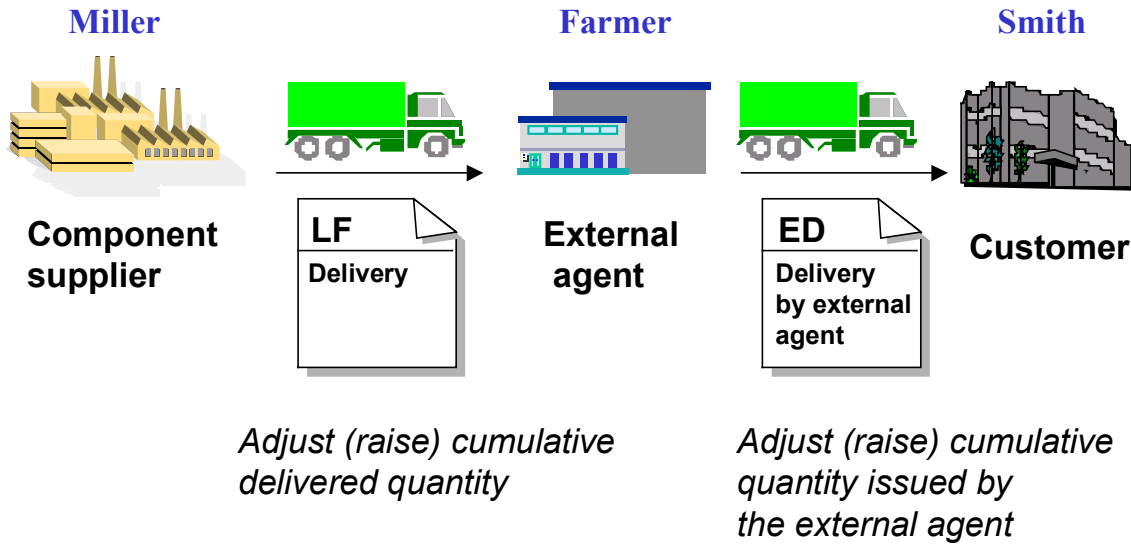 Miller
Farmer
Smith
Component
supplier
LF
Delivery
External
agent
ED
Delivery
by external
agent
Customer
Adjust (raise) cumulative
delivered quantity
Adjust (raise) cumulative
quantity issued by
the external agent